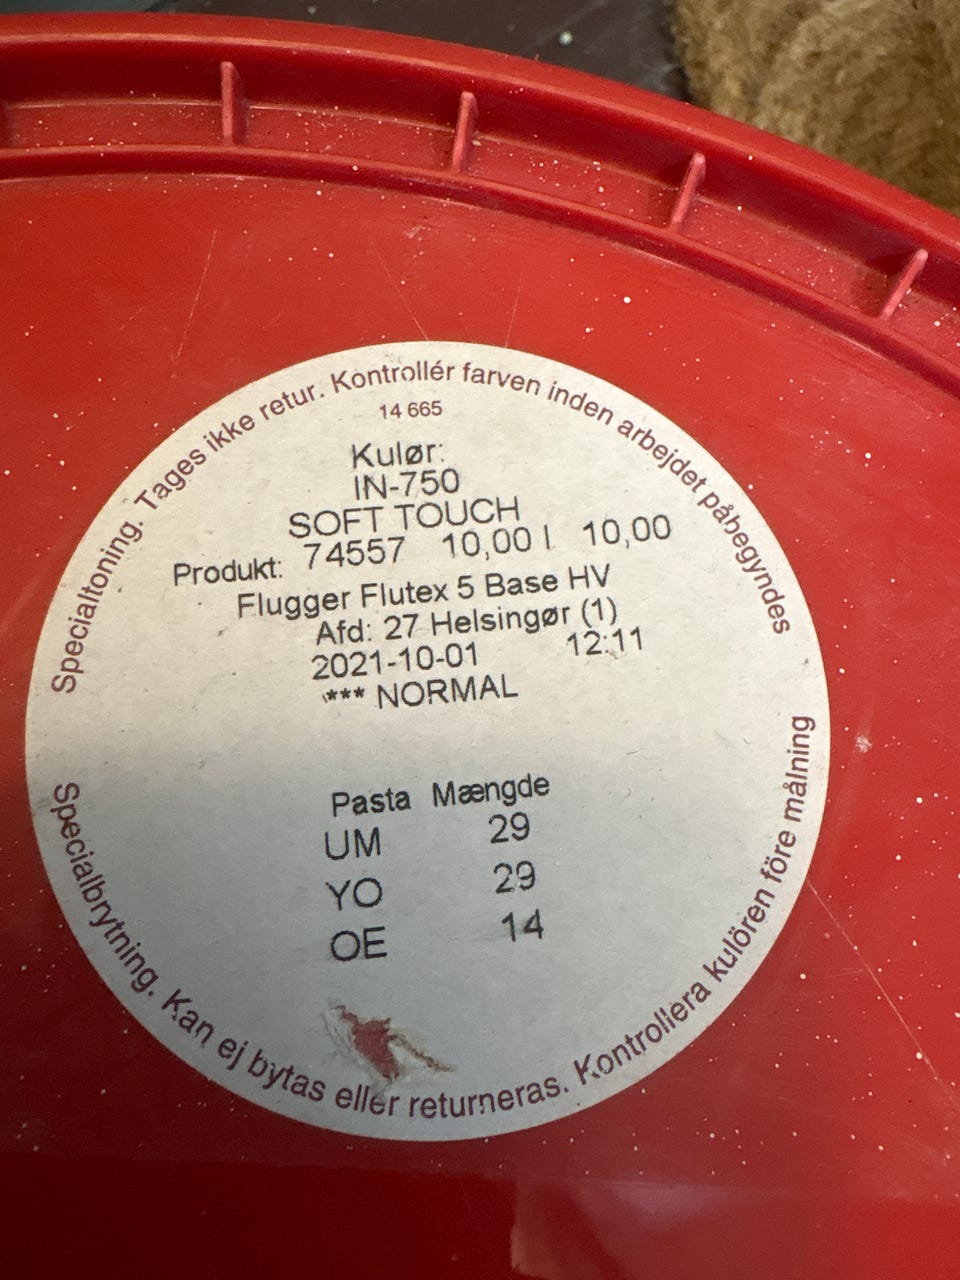 Specialtoning. Tages ikke retur. Kontrollér farven inden arbejdet påbegyndes
14 665
Kulør:
IN-750
SOFT TOUCH
Produkt: 74557 10,00 l 10,00
Flugger Flutex 5 Base HV
Afd: 27 Helsingør (1)
2021-10-01 12:11
*** NORMAL
Pasta Mængde
UM 29
YO 29
OE 14
Specialbrytning. Kan ej bytas eller returneras. Kontrollera kulören före målning